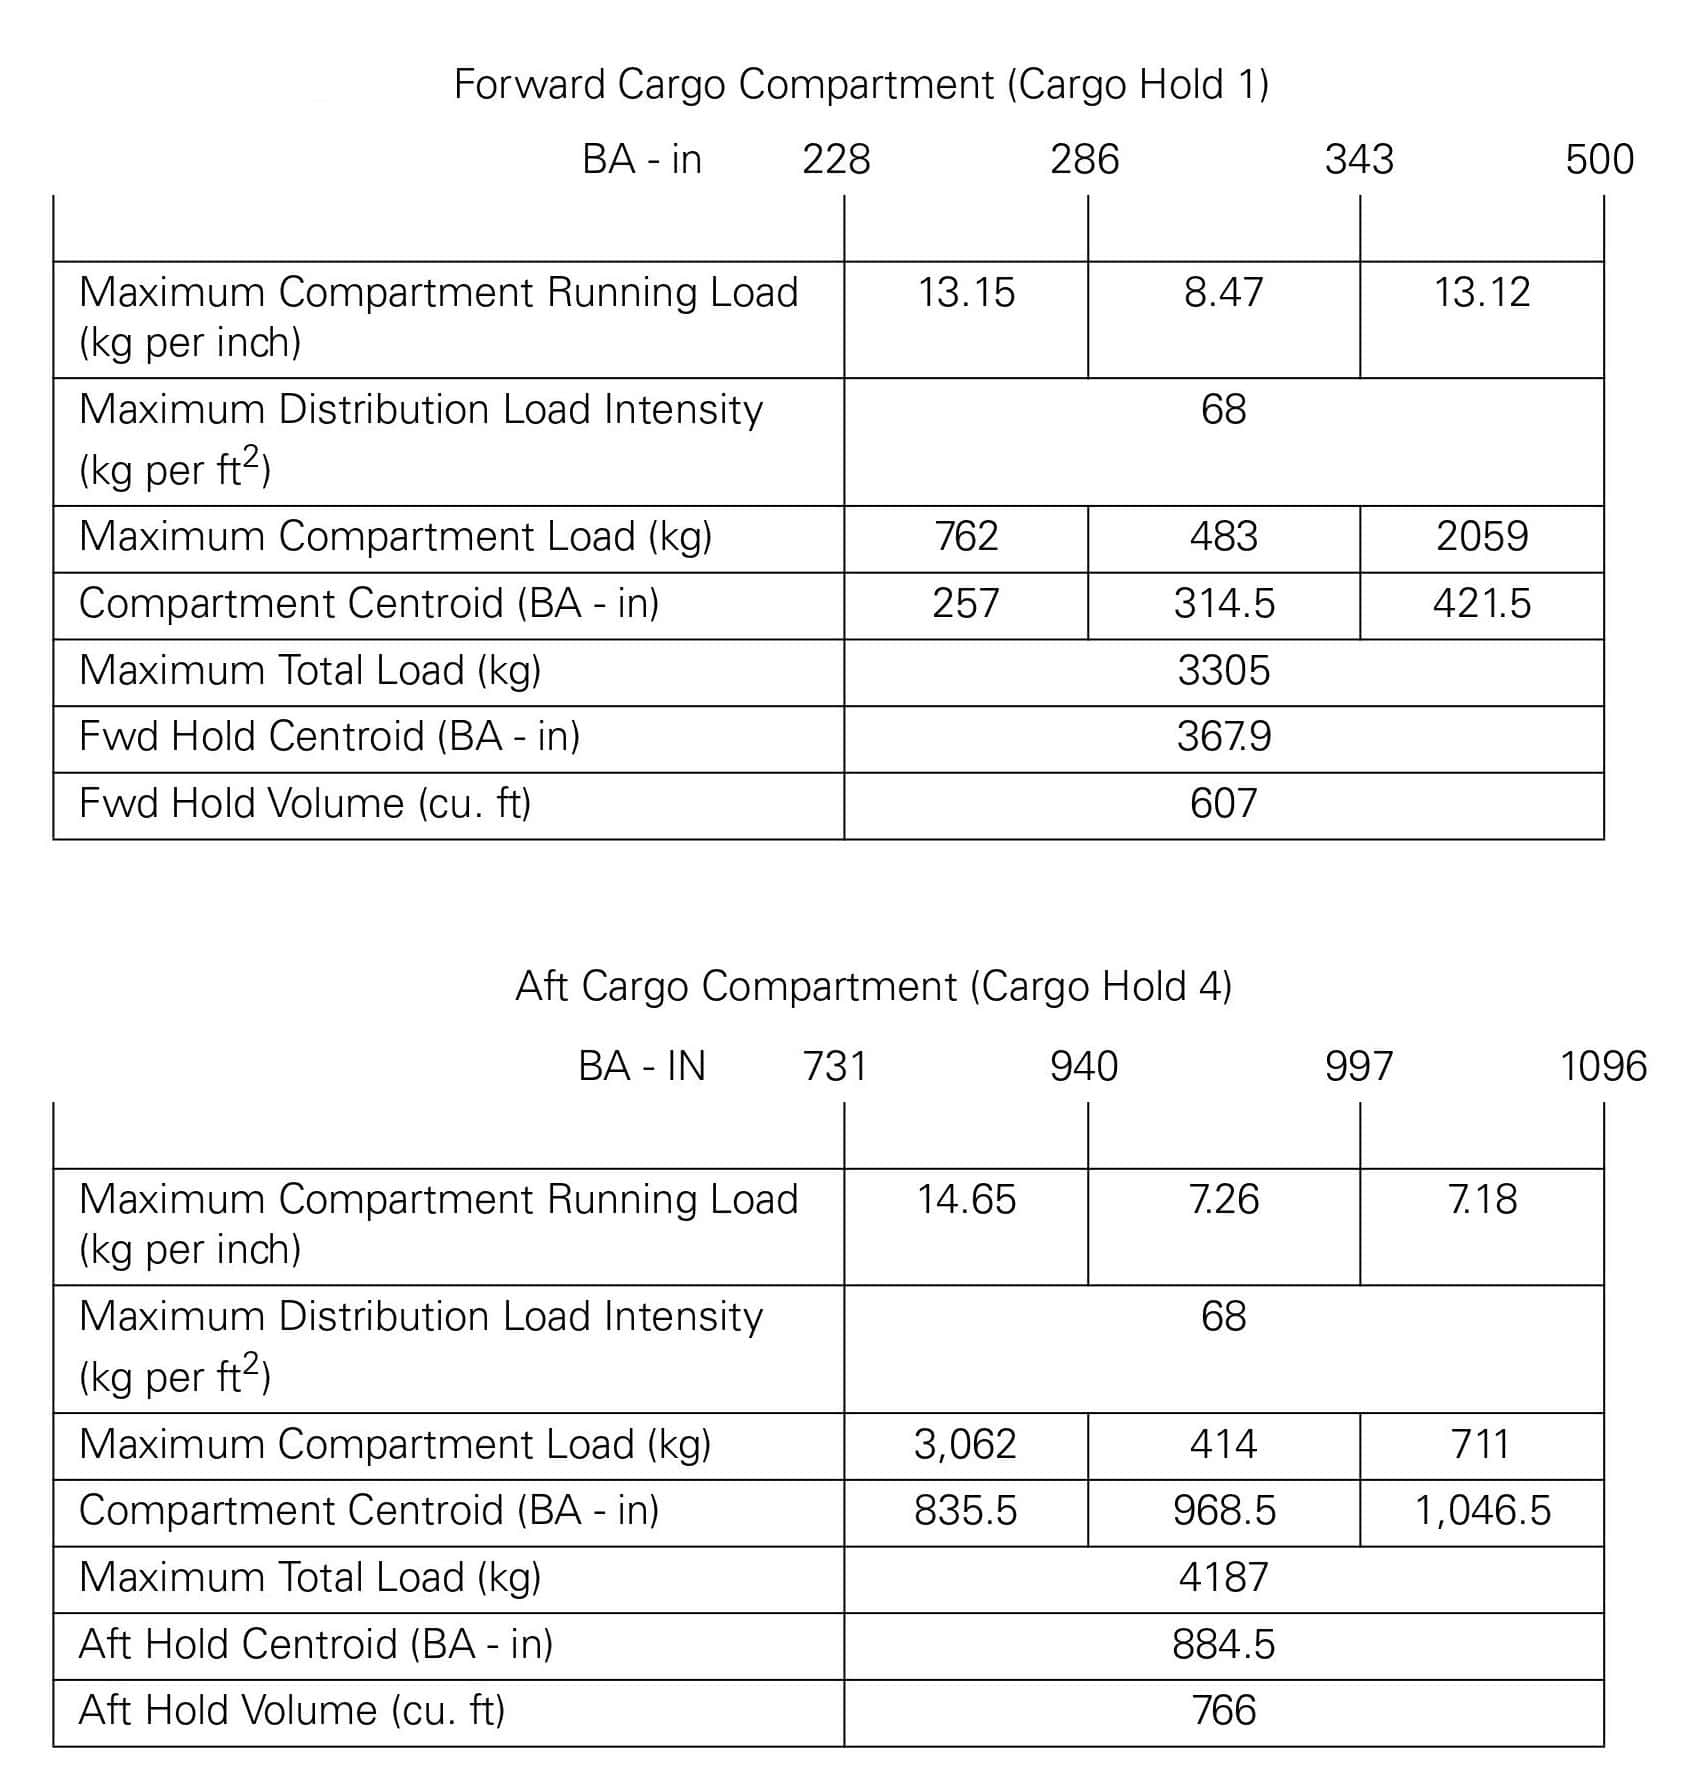 Forward Cargo Compartment (Cargo Hold 1)
BA - in 228 286 343 500
Maximum Compartment Running Load 13.15 8.47 13.12
(kg per inch)
Maximum Distribution Load Intensity 68
(kg per ft²)
Maximum Compartment Load (kg) 762 483 2059
Compartment Centroid (BA - in) 257 314.5 421.5
Maximum Total Load (kg) 3305
Fwd Hold Centroid (BA - in) 367.9
Fwd Hold Volume (cu. ft) 607
Aft Cargo Compartment (Cargo Hold 4)
BA - IN 731 940 997 1096
Maximum Compartment Running Load 14.65 7.26 7.18
(kg per inch)
Maximum Distribution Load Intensity 68
(kg per ft²)
Maximum Compartment Load (kg) 3,062 414 711
Compartment Centroid (BA - in) 835.5 968.5 1,046.5
Maximum Total Load (kg) 4187
Aft Hold Centroid (BA - in) 884.5
Aft Hold Volume (cu. ft) 766